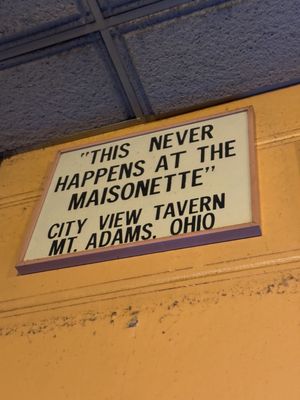 "THIS NEVER
HAPPENS AT THE
MAISONETTE"
CITY VIEW TAVERN
MT. ADAMS. OHIO